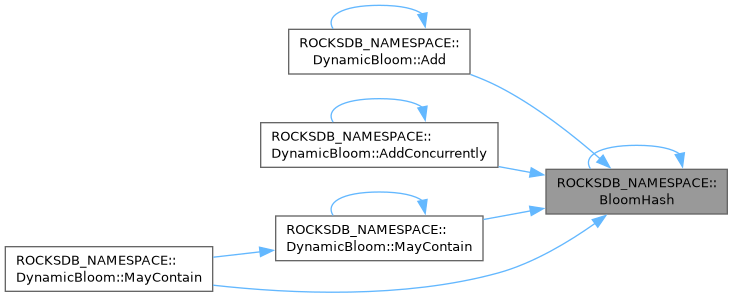 ROCKSDB_NAMESPACE::
DynamicBloom::Add
ROCKSDB_NAMESPACE::
DynamicBloom::AddConcurrently
ROCKSDB_NAMESPACE::
BloomHash
ROCKSDB_NAMESPACE::
DynamicBloom::MayContain
ROCKSDB_NAMESPACE::
DynamicBloom::MayContain